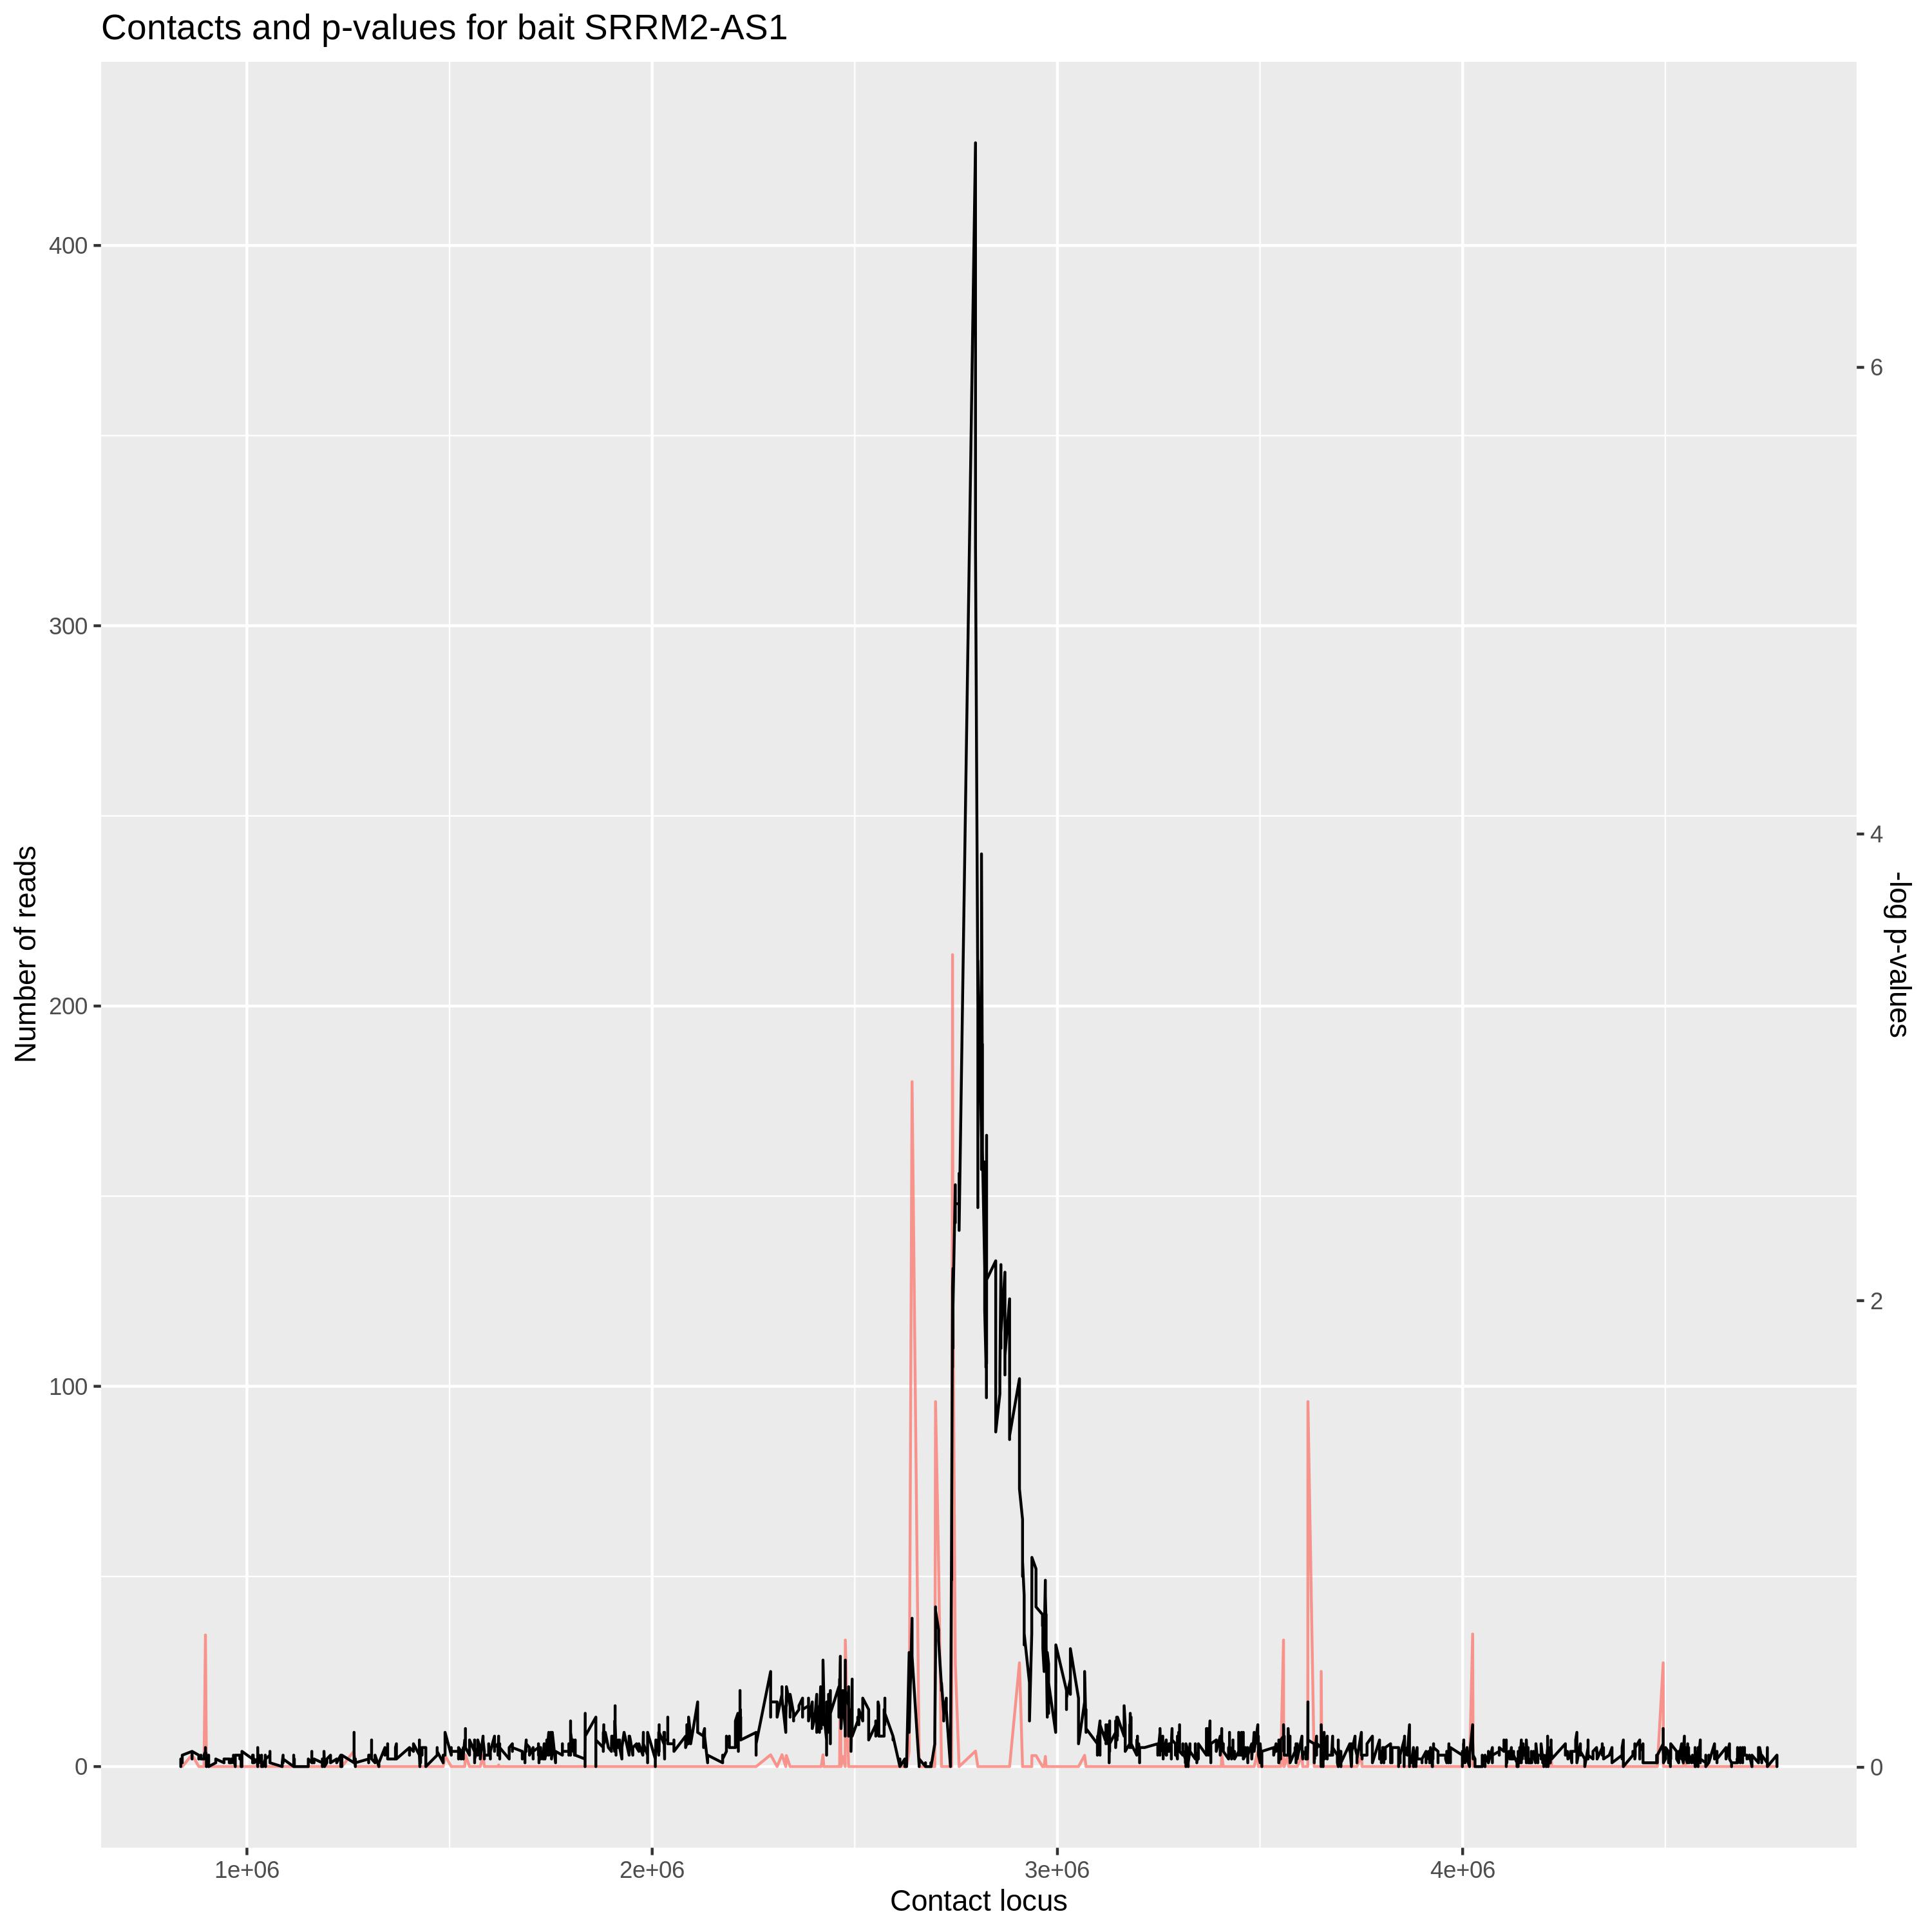 Contacts and p-values for bait SRRM2-AS1
400
300
200
100
0
6
4
2
0
Number of reads
-log p-values
1e+06
2e+06
3e+06
4e+06
Contact locus